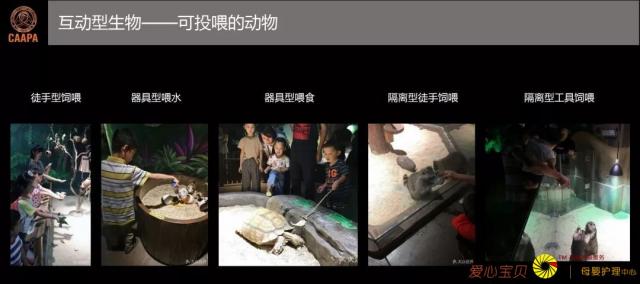 CAAPA
互动型生物——可投喂的动物
徒手型饲喂
器具型喂水
器具型喂食
隔离型徒手饲喂
隔离型工具饲喂
爱心宝贝
TM
母婴护理中心